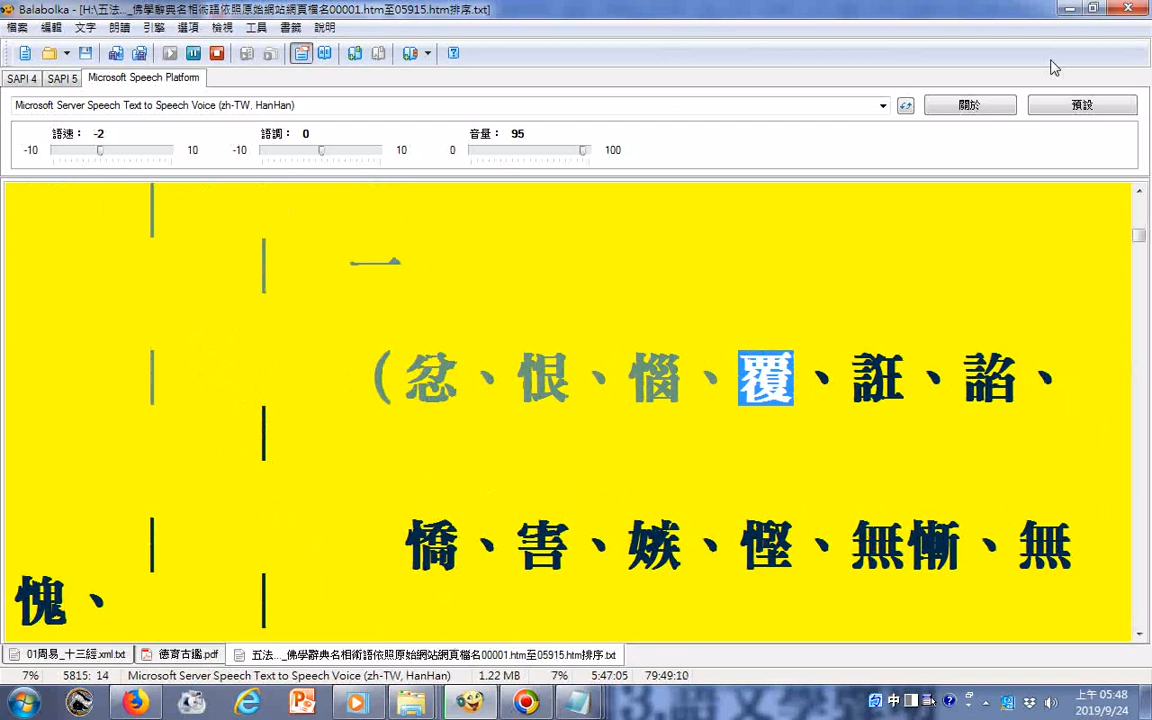 Balabolka - [H:\五法..._佛學辭典名相術語依照原始網站網頁檔名00001.htm至05915.htm排序.txt]
檔案 編輯 文字 朗讀 引擎 選項 檢視 工具 書籤 說明
SAPI 4 SAPI 5 Microsoft Speech Platform
Microsoft Server Speech Text to Speech Voice (zh-TW, HanHan) 關於 預設
語速： -2 語調： 0 音量： 95
-10 10 -10 10 0 100
一
（忿、恨、惱、覆、誑、諂、
憍、害、嫉、慳、無慚、無
愧、
01周易_十三經.xml.txt 德育古鑑.pdf 五法..._佛學辭典名相術語依照原始網站網頁檔名00001.htm至05915.htm排序.txt
7% 5815: 14 Microsoft Server Speech Text to Speech Voice (zh-TW, HanHan) 1.22 MB 7% 5:47:05 79:49:10
中 上午 05:48
2019/9/24